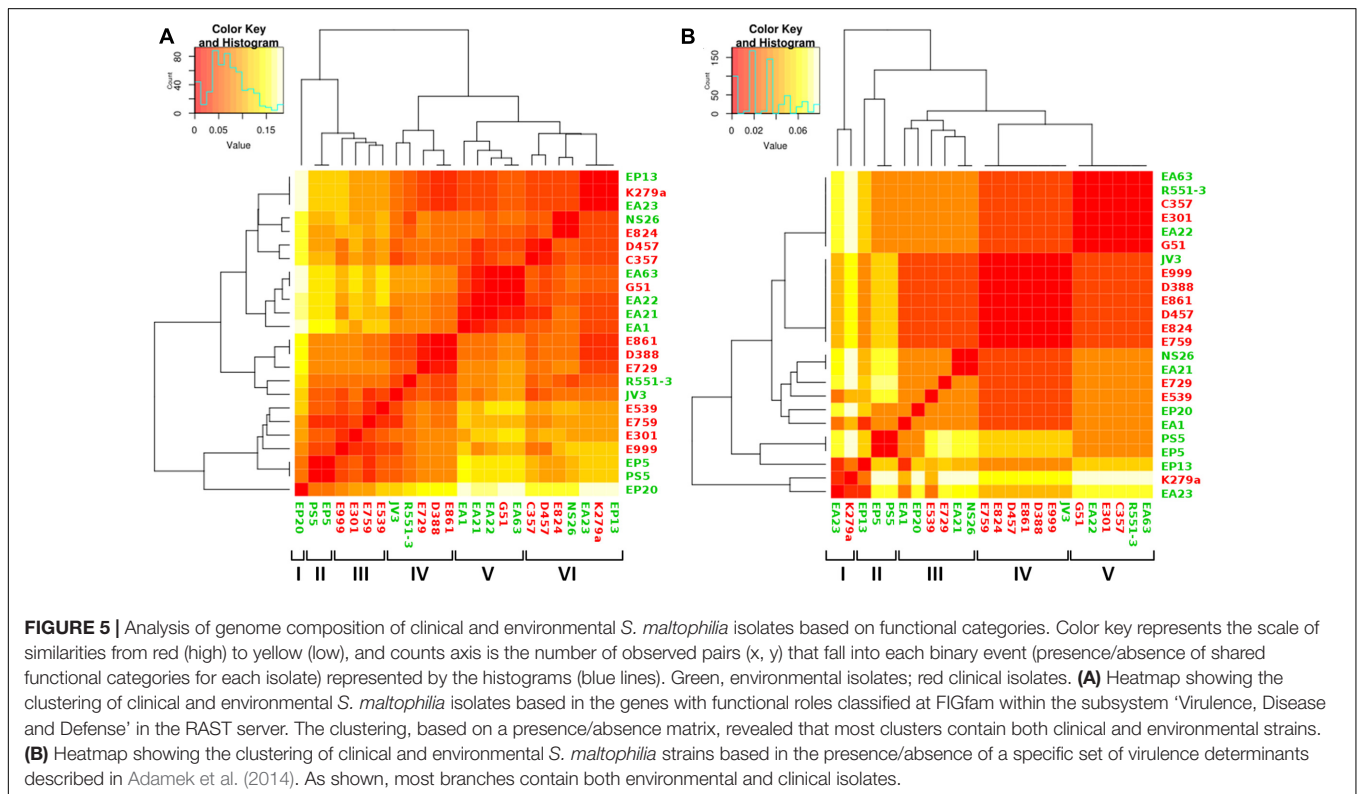 A
Color Key
and Histogram
Count
0 40 80
0.05 0.15
Value
EP13
K279a
EA23
NS26
E824
D457
C357
EA63
G51
EA22
EA21
EA1
E861
D388
E729
R551-3
JV3
E539
E759
E301
E999
EP5
PS5
EP20
EP20 PS5 EP5 E999 E301 E759 E539 JV3 R551-3 E729 D388 E861 EA1 EA21 EA22 G51 EA63 C357 D457 E824 NS26 EA23 K279a EP13
I II III IV V VI
B
Color Key
and Histogram
Count
0 50 150
0 0.02 0.06
Value
EA63
R551-3
C357
E301
EA22
G51
JV3
E999
D388
E861
D457
E824
E759
NS26
EA21
E729
E539
EP20
EA1
PS5
EP5
EP13
K279a
EA23
EA23 K279a EP13 EP5 PS5 EA1 EP20 E539 E729 EA21 NS26 E759 E824 D457 E861 D388 E999 JV3 G51 EA22 E301 C357 R551-3 EA63
I II III IV V
FIGURE 5 | Analysis of genome composition of clinical and environmental S. maltophilia isolates based on functional categories. Color key represents the scale of
similarities from red (high) to yellow (low), and counts axis is the number of observed pairs (x, y) that fall into each binary event (presence/absence of shared
functional categories for each isolate) represented by the histograms (blue lines). Green, environmental isolates; red clinical isolates. (A) Heatmap showing the
clustering of clinical and environmental S. maltophilia isolates based in the genes with functional roles classified at FIGfam within the subsystem ‘Virulence, Disease
and Defense’ in the RAST server. The clustering, based on a presence/absence matrix, revealed that most clusters contain both clinical and environmental strains.
(B) Heatmap showing the clustering of clinical and environmental S. maltophilia strains based in the presence/absence of a specific set of virulence determinants
described in Adamek et al. (2014). As shown, most branches contain both environmental and clinical isolates.